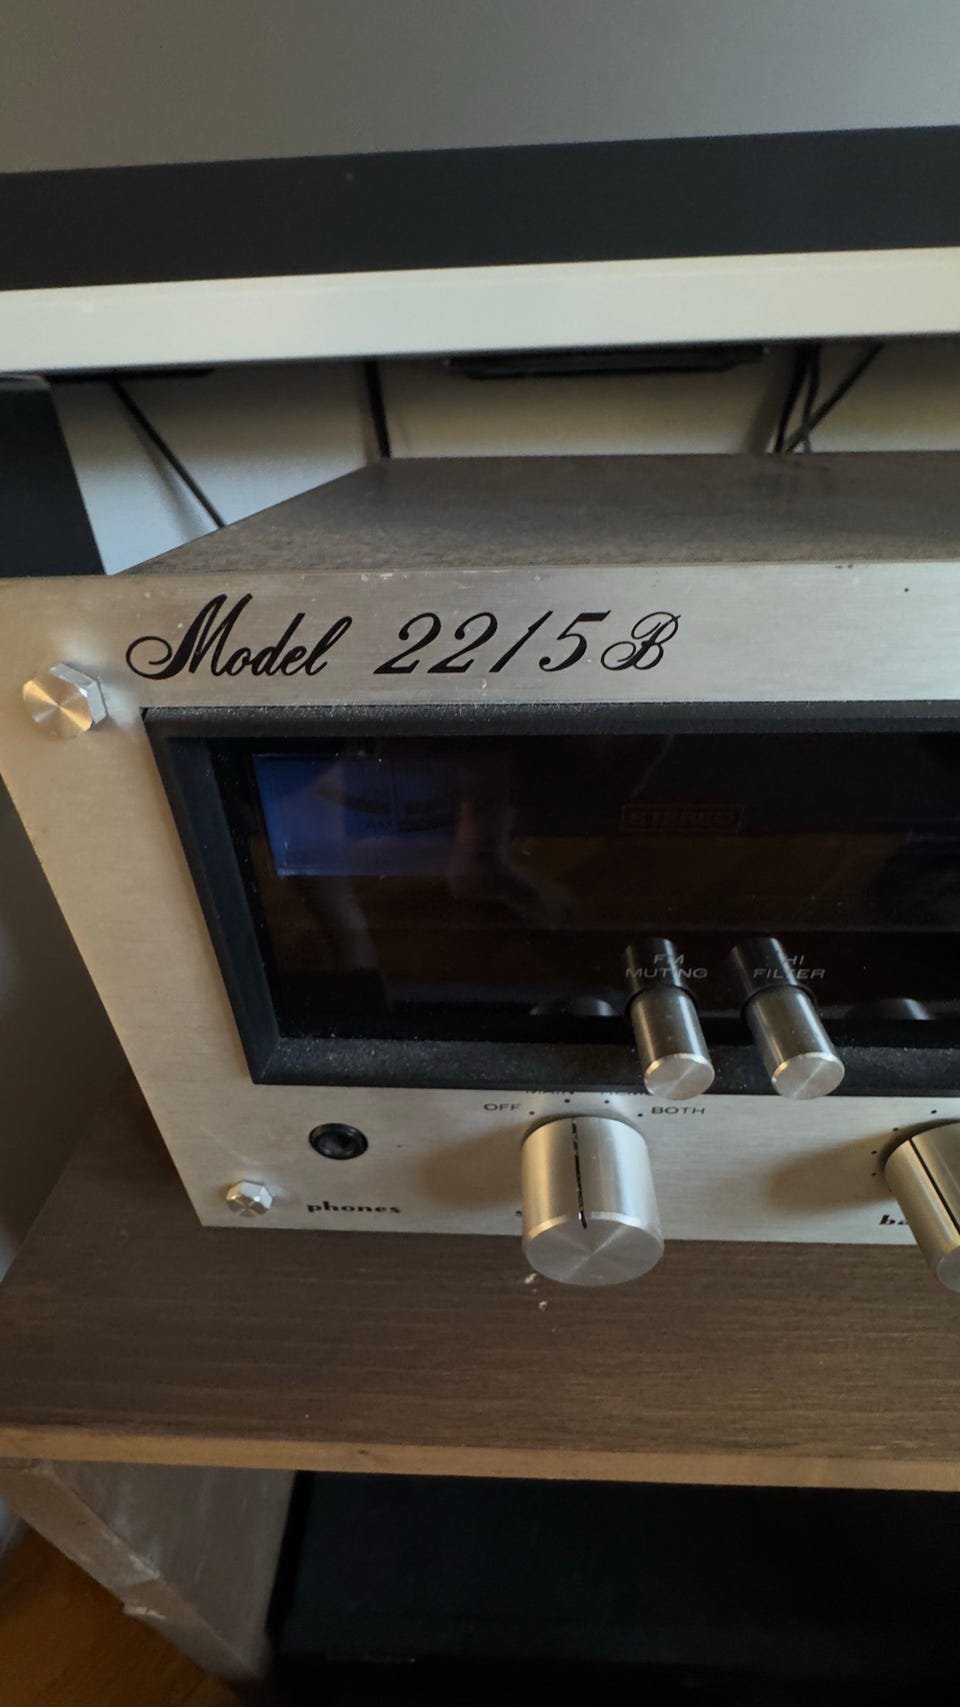 Model 2215B
STEREO
FM
MUTING
HI
FILTER
OFF
BOTH
phones